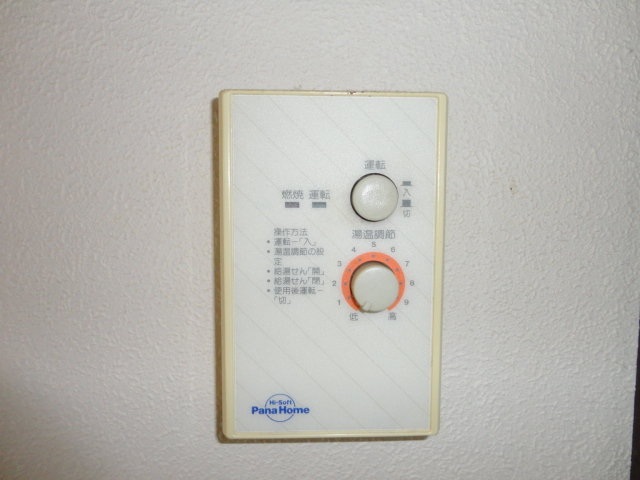 運転
入
切
燃焼 運転
湯温調節
1 2 3 4 5 6 7 8 9
低 高
操作方法
・運転－「入」
・湯温調節の設
定
・給湯せん「開」
・給湯せん「閉」
・使用後運転－
「切」
Hi-Soft
PanaHome